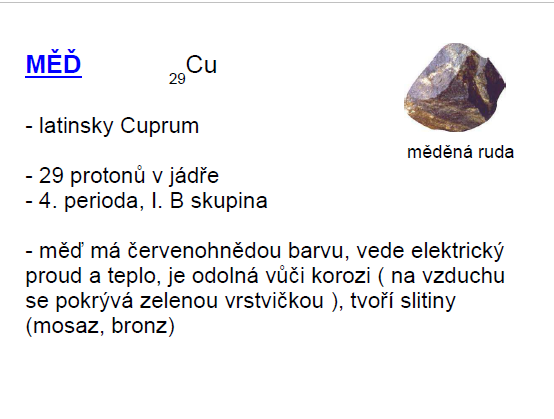 MĚĎ
29Cu
měděná ruda
- latinsky Cuprum
- 29 protonů v jádře
- 4. perioda, I. B skupina
- měď má červenohnědou barvu, vede elektrický
proud a teplo, je odolná vůči korozi ( na vzduchu
se pokrývá zelenou vrstvičkou ), tvoří slitiny
(mosaz, bronz)